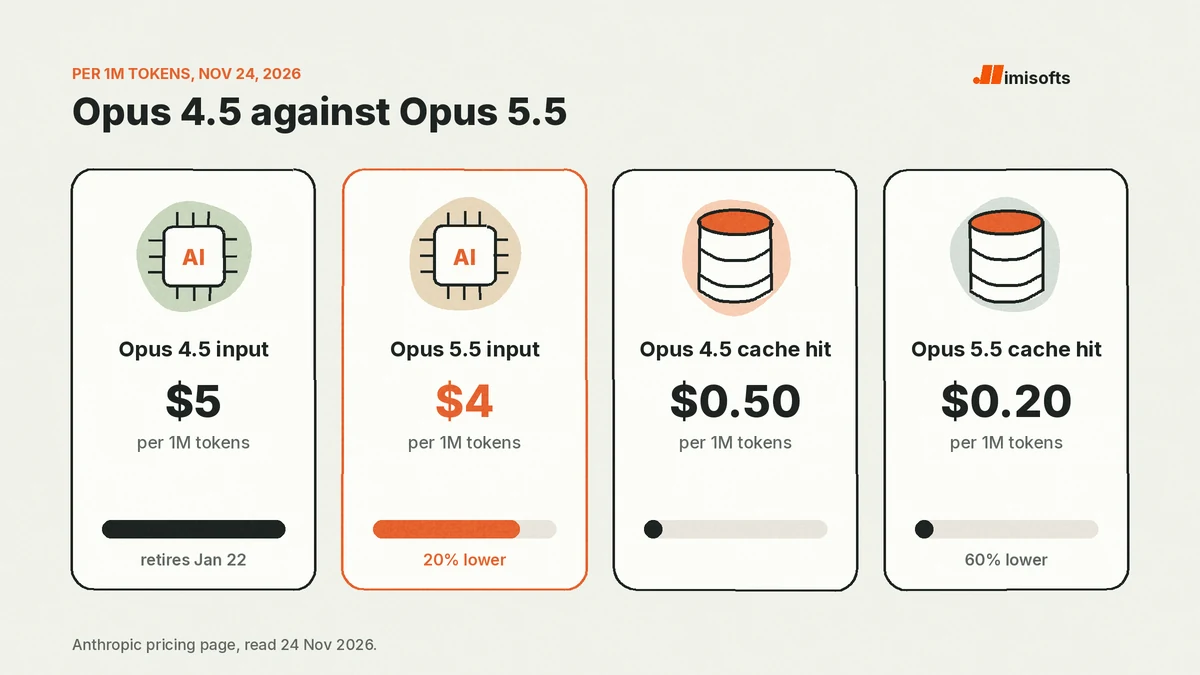 PER 1M TOKENS, NOV 24, 2026
imisofts
Opus 4.5 against Opus 5.5
AI
Opus 4.5 input
$5
per 1M tokens
retires Jan 22
AI
Opus 5.5 input
$4
per 1M tokens
20% lower
Opus 4.5 cache hit
$0.50
per 1M tokens
Opus 5.5 cache hit
$0.20
per 1M tokens
60% lower
Anthropic pricing page, read 24 Nov 2026.